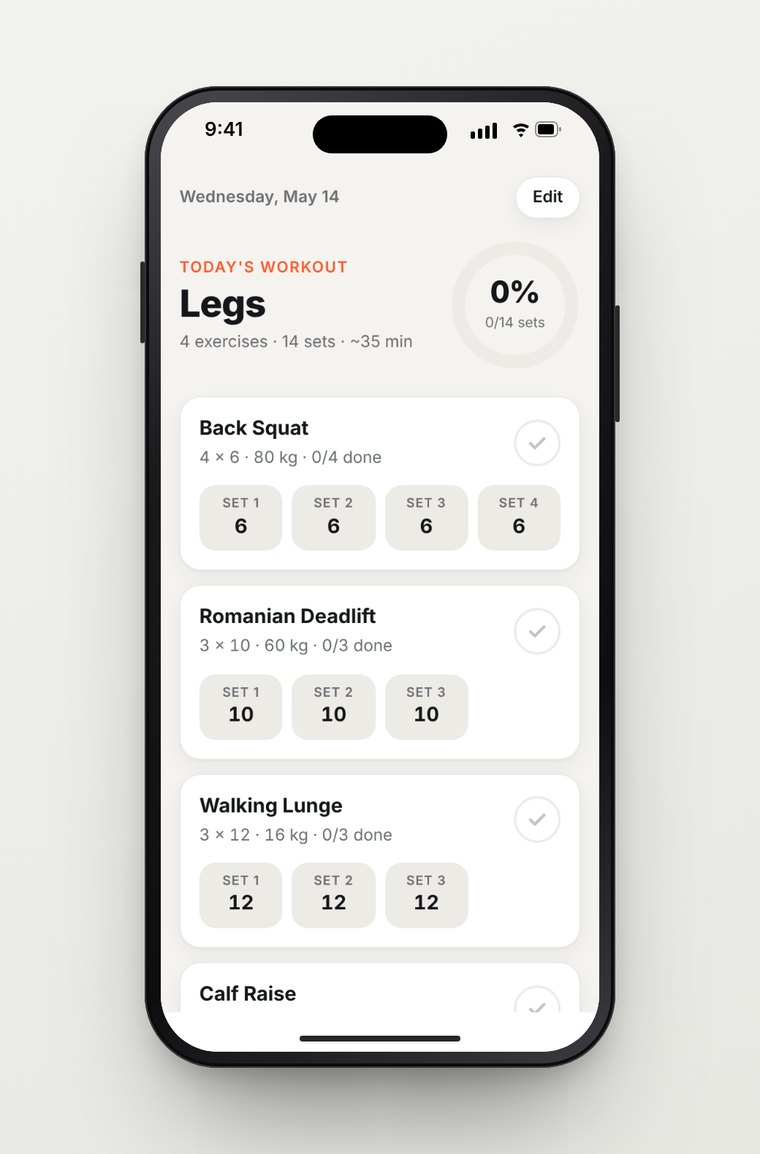 9:41
Wednesday, May 14
Edit
TODAY'S WORKOUT
Legs
4 exercises · 14 sets · ~35 min
0%
0/14 sets
Back Squat
4 × 6 · 80 kg · 0/4 done
SET 1 SET 2 SET 3 SET 4
6 6 6 6
Romanian Deadlift
3 × 10 · 60 kg · 0/3 done
SET 1 SET 2 SET 3
10 10 10
Walking Lunge
3 × 12 · 16 kg · 0/3 done
SET 1 SET 2 SET 3
12 12 12
Calf Raise